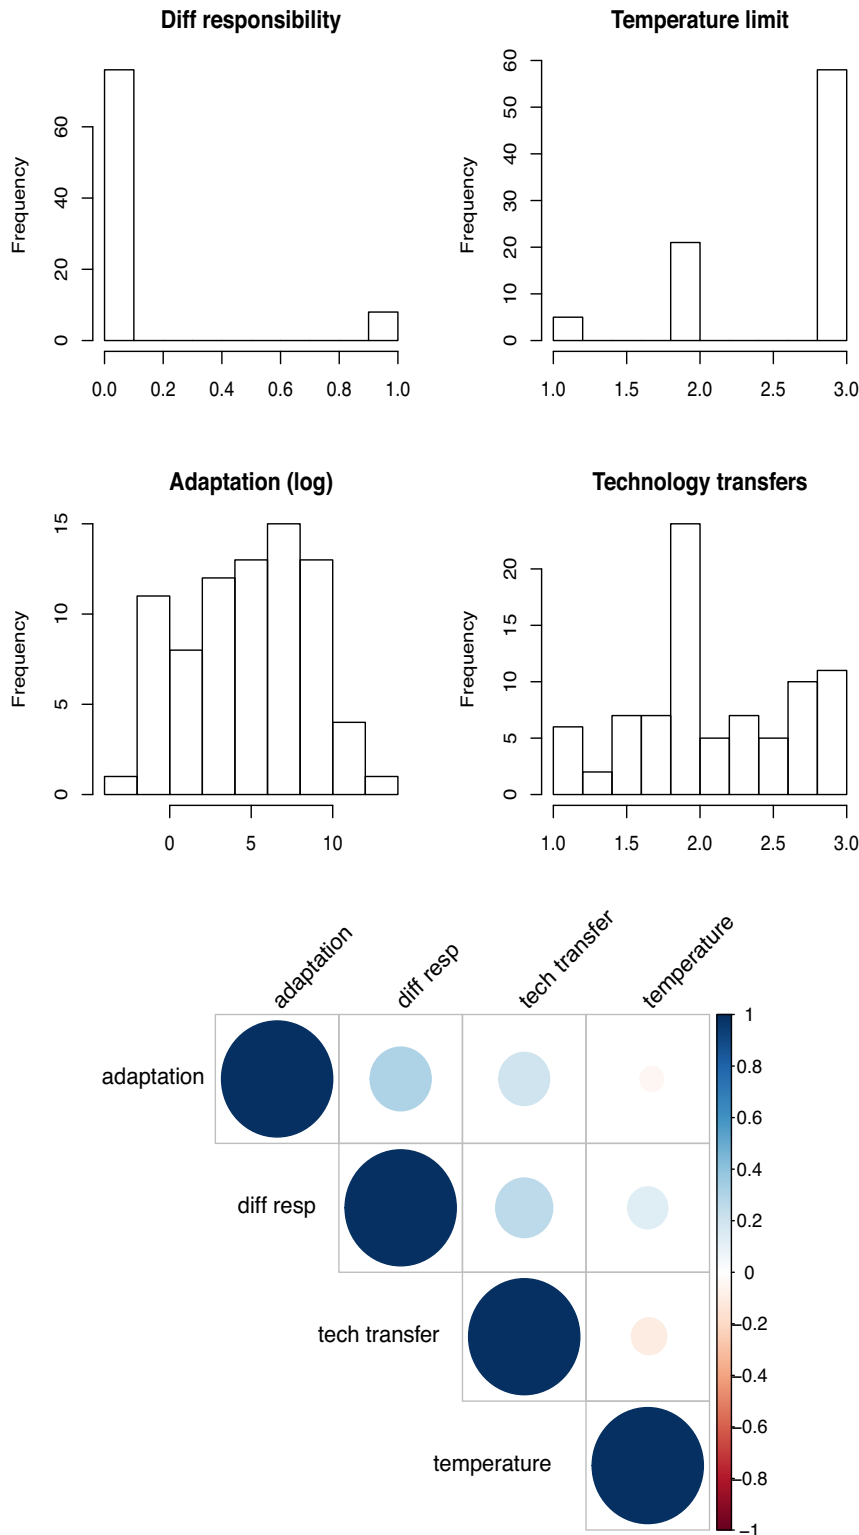 Diff responsibility
Temperature limit
Frequency
0 20 40 60
0.0 0.2 0.4 0.6 0.8 1.0
Frequency
0 10 20 30 40 50 60
1.0 1.5 2.0 2.5 3.0
Adaptation (log)
Technology transfers
Frequency
0 5 10 15
0 5 10
Frequency
0 5 10 15 20
1.0 1.5 2.0 2.5 3.0
adaptation
diff resp
tech transfer
temperature
adaptation
diff resp
tech transfer
temperature
1
0.8
0.6
0.4
0.2
0
−0.2
−0.4
−0.6
−0.8
−1